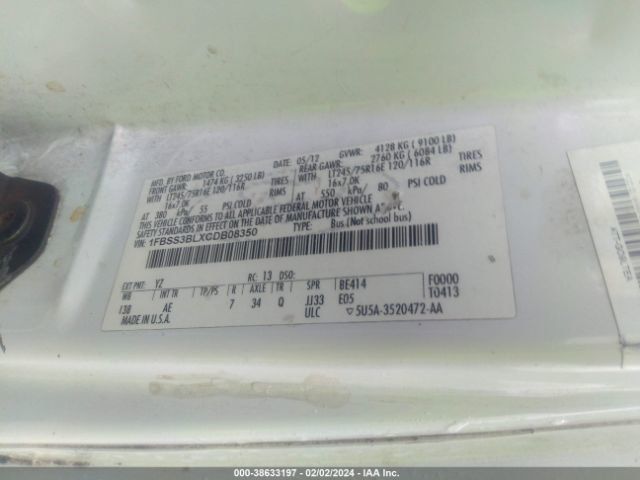 MFD. BY FORD MOTOR CO.
DATE: 05/12 GVWR: 4128 KG ( 9100 LB)
FRONT GAWR: 1474 KG ( 3250 LB) REAR GAWR: 2760 KG ( 6084 LB)
WITH LT245/75R16E 120/116R TIRES WITH LT245/75R16E 120/116R TIRES
16x7.0K RIMS 16x7.0K RIMS
AT 380 kPa/ 55 PSI COLD AT 550 kPa/ 80 PSI COLD
THIS VEHICLE CONFORMS TO ALL APPLICABLE FEDERAL MOTOR VEHICLE
SAFETY STANDARDS IN EFFECT ON THE DATE OF MANUFACTURE SHOWN ABOVE.
VIN: 1FBSS3BLXCDB08350 TYPE: Bus (Not school bus)
EXT PNT: YZ RC: 13 DSO:
WB INT TR TP/PS R AXLE TR SPR BE414 F0000
138 AE 7 34 Q JJ33 E05 T0413
MADE IN U.S.A. ULC 5U5A-3520472-AA
000-38633197 - 02/02/2024 - IAA Inc.